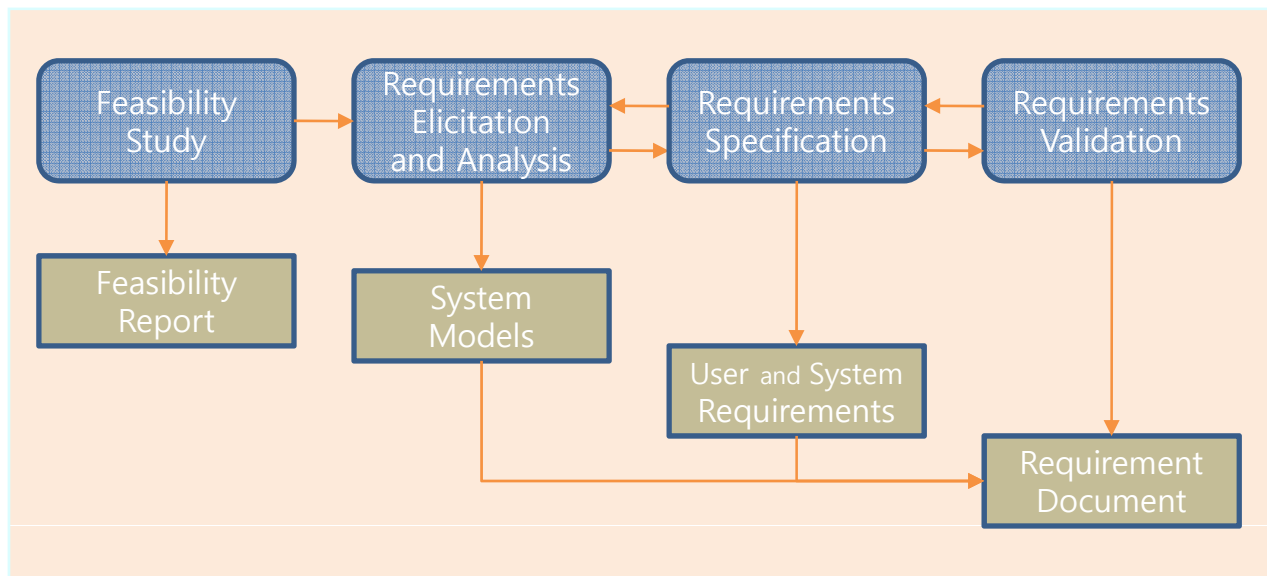 Feasibility
Study
Requirements
Elicitation
and Analysis
Requirements
Specification
Requirements
Validation
Feasibility
Report
System
Models
User and System
Requirements
Requirement
Document